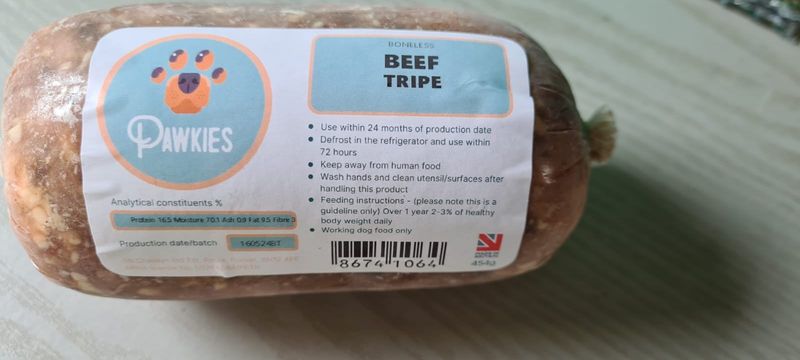 PAWKIES
Analytical constituents %
Protein 16.5 Moisture 70.1 Ash 0.9 Fat 9.5 Fibre 3
Production date/batch 160524BT
BONELESS
BEEF
TRIPE
• Use within 24 months of production date
• Defrost in the refrigerator and use within
72 hours
• Keep away from human food
• Wash hands and clean utensil/surfaces after
handling this product
• Feeding instructions - (please note this is a
guideline only) Over 1 year 2-3% of healthy
body weight daily
• Working dog food only
86741064
MADE IN
BRITAIN
454g